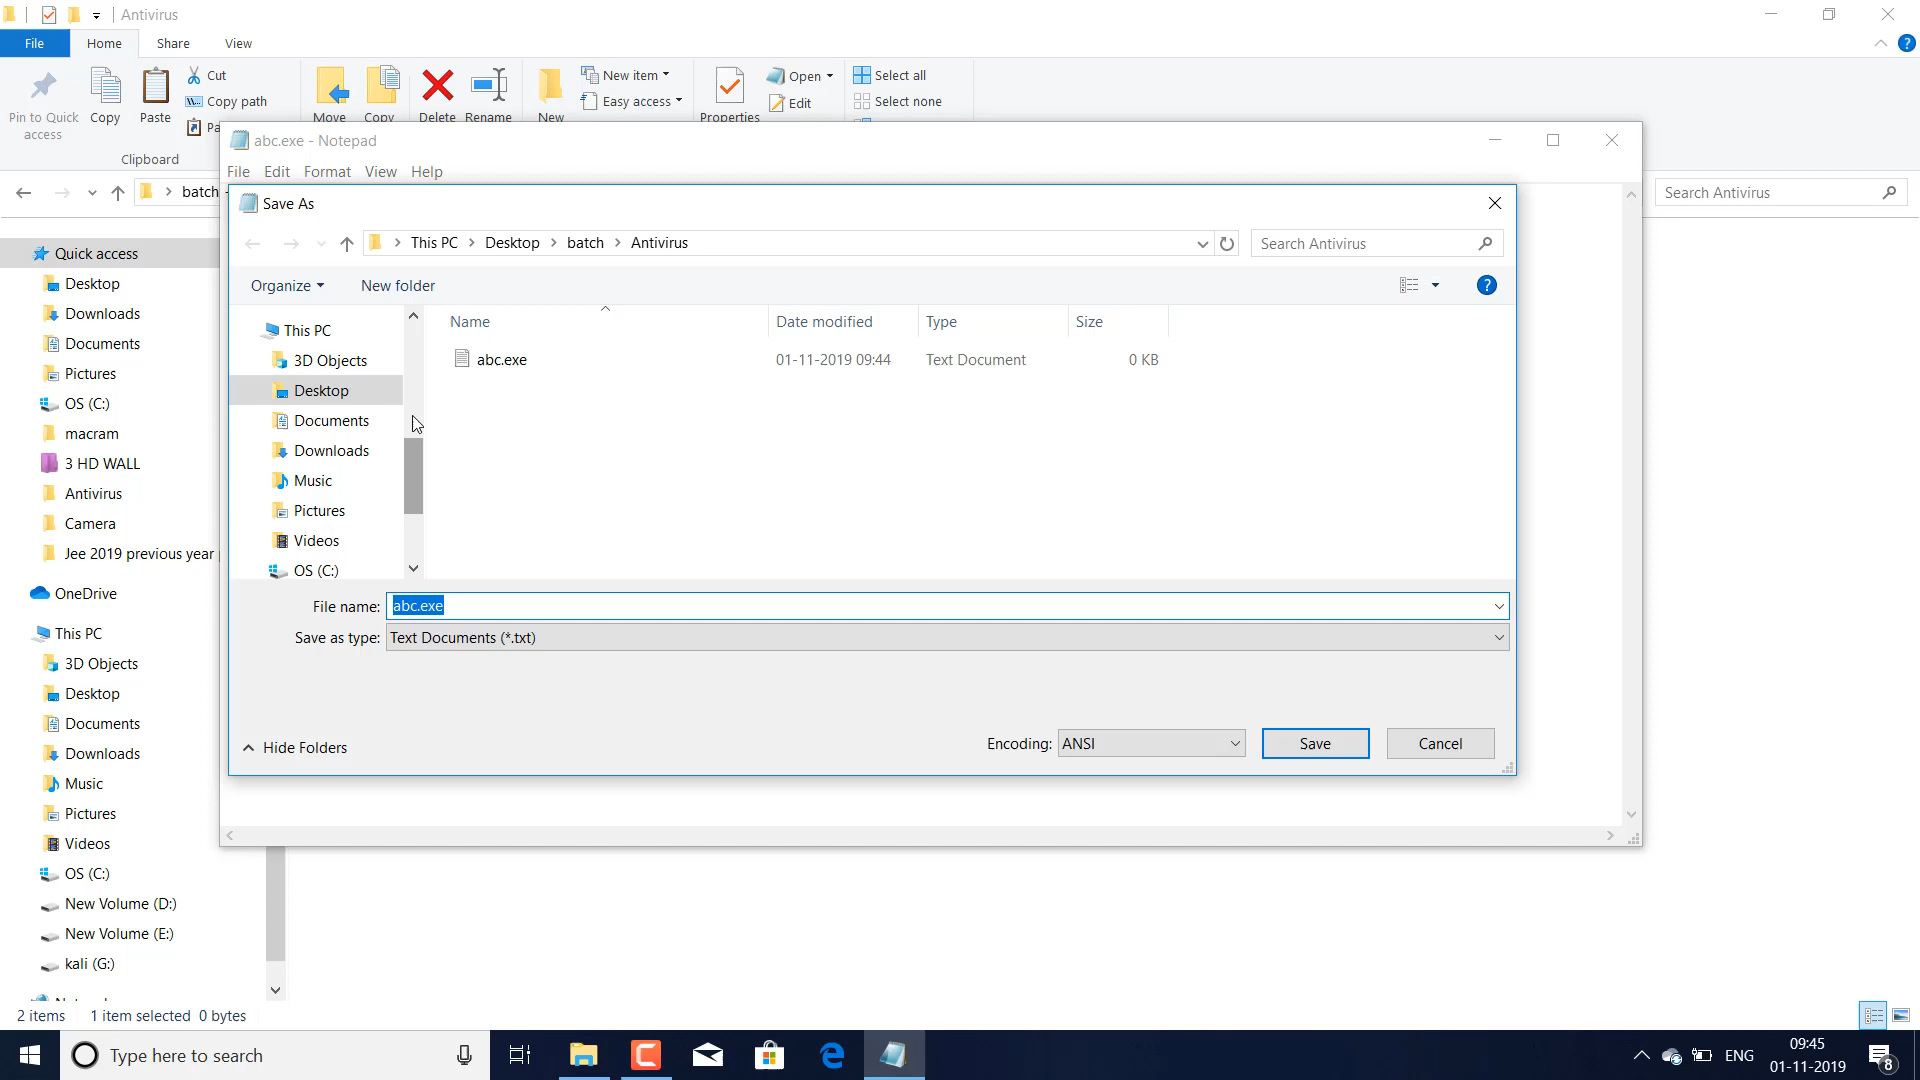 Antivirus
File Home Share View
Pin to Quick access
Copy
Paste
Cut
Copy path
Pa
Clipboard
Move
Copy
Delete
Rename
New
New item
Easy access
Properties
Open
Edit
Select all
Select none
batch
Search Antivirus
Quick access
Desktop
Downloads
Documents
Pictures
OS (C:)
macram
3 HD WALL
Antivirus
Camera
Jee 2019 previous year
OneDrive
This PC
3D Objects
Desktop
Documents
Downloads
Music
Pictures
Videos
OS (C:)
New Volume (D:)
New Volume (E:)
kali (G:)
2 items 1 item selected 0 bytes
abc.exe - Notepad
File Edit Format View Help
Save As
This PC Desktop batch Antivirus
Search Antivirus
Organize New folder
This PC
3D Objects
Desktop
Documents
Downloads
Music
Pictures
Videos
OS (C:)
Name Date modified Type Size
abc.exe 01-11-2019 09:44 Text Document 0 KB
File name: abc.exe
Save as type: Text Documents (*.txt)
Hide Folders
Encoding: ANSI
Save
Cancel
Type here to search
ENG
09:45
01-11-2019
8